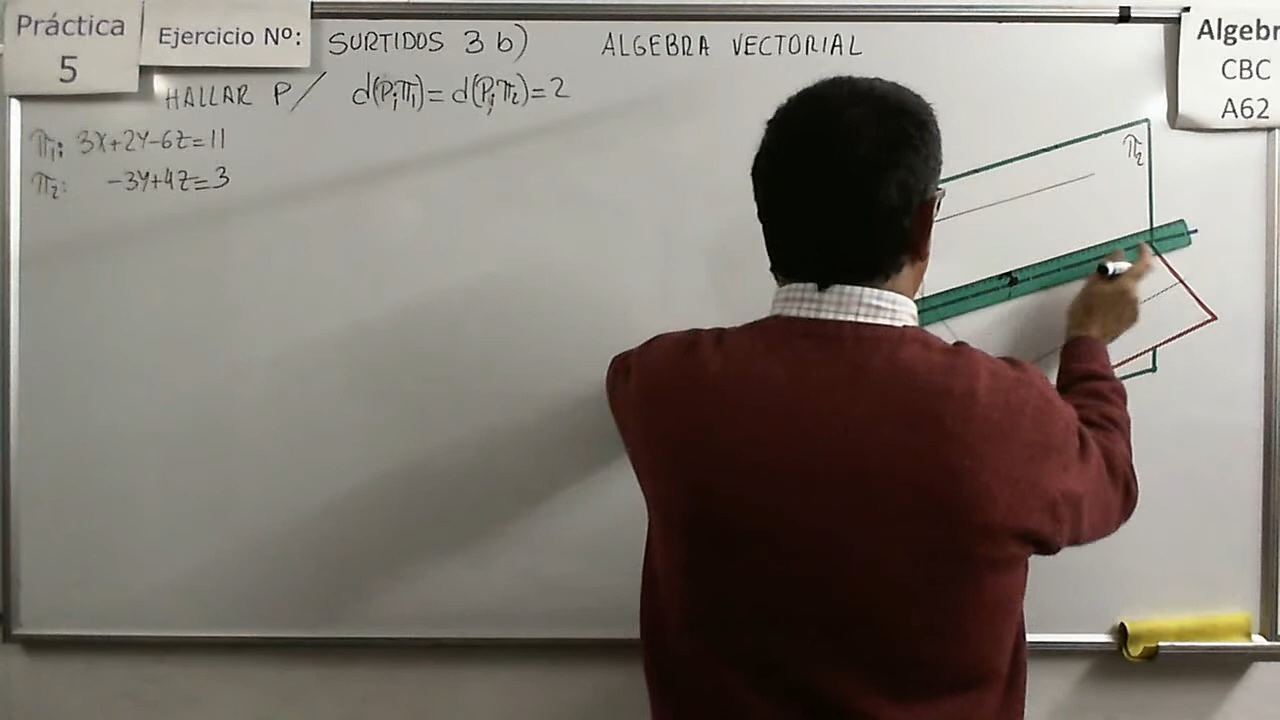 Práctica
5
Ejercicio Nº:
SURTIDOS 3 b)
ALGEBRA VECTORIAL
Algebr
CBC
A62
HALLAR P/ d(P;π₁)=d(P;π₂)=2
π₁: 3X+2Y-6Z=11
π₂: -3Y+4Z=3
π₂